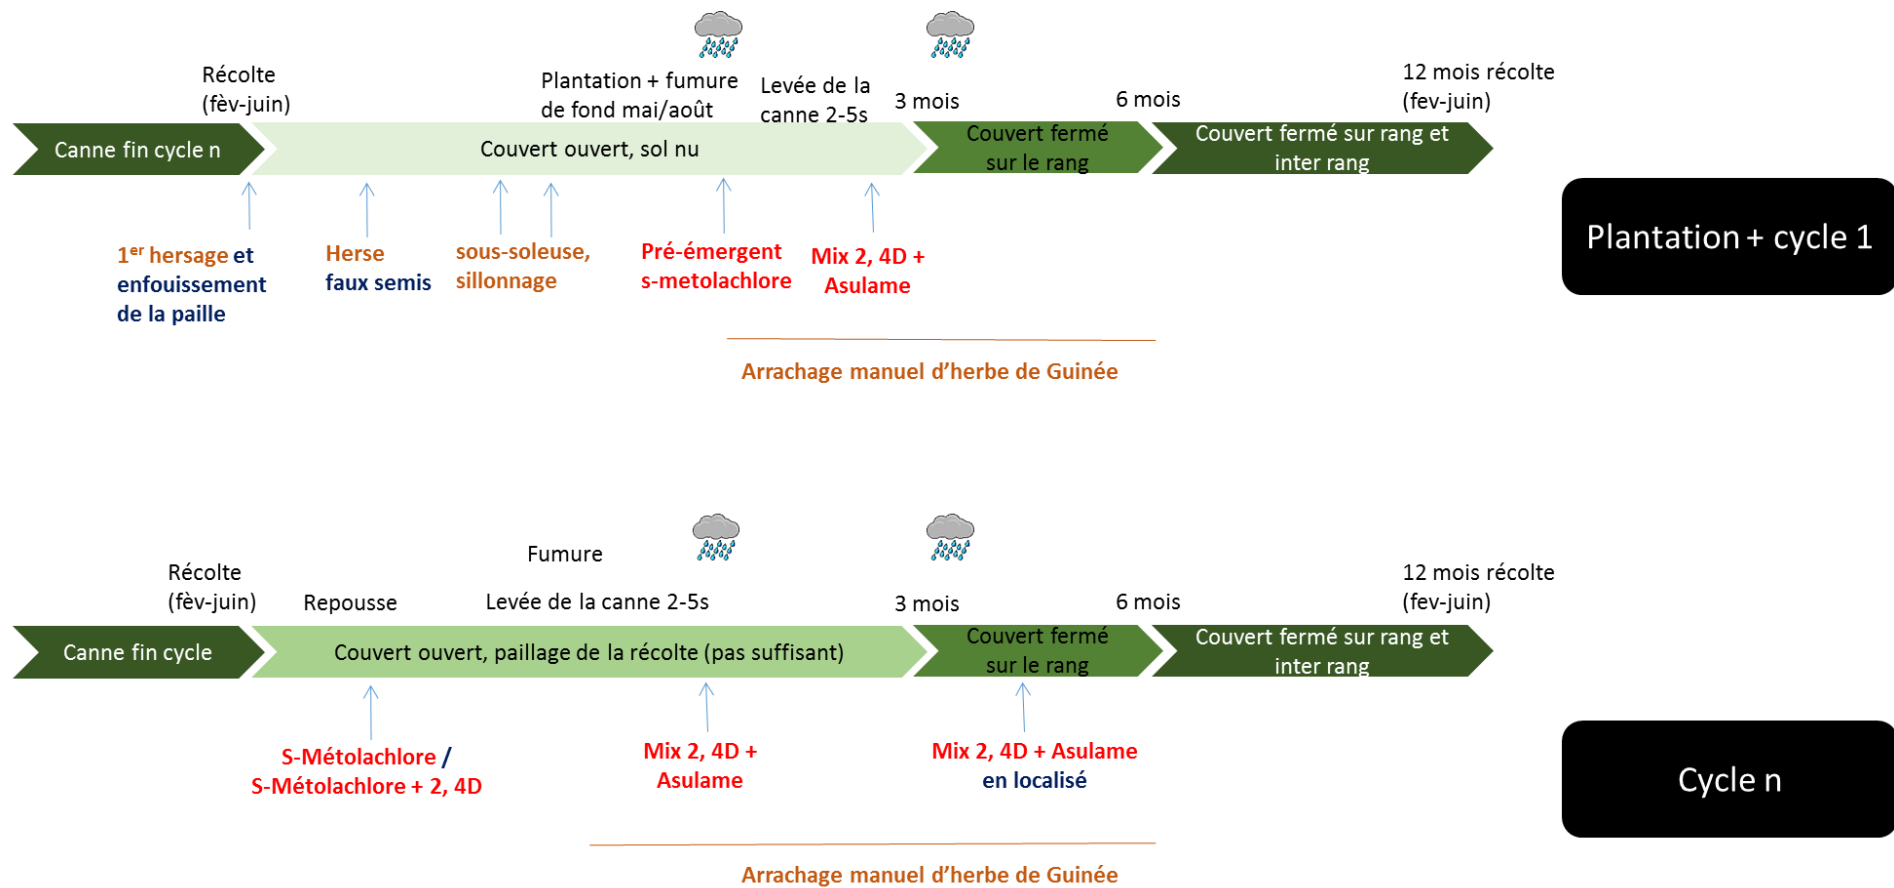 Récolte
(fèv-juin)
Plantation + fumure
de fond mai/août
Levée de la
canne 2-5s
3 mois
6 mois
12 mois récolte
(fev-juin)
Canne fin cycle n
Couvert ouvert, sol nu
Couvert fermé
sur le rang
Couvert fermé sur rang et
inter rang
1er hersage et
enfouissement
de la paille
Herse
faux semis
sous-soleuse,
sillonnage
Pré-émergent
s-metolachlore
Mix 2, 4D +
Asulame
Plantation + cycle 1
Arrachage manuel d’herbe de Guinée
Récolte
(fèv-juin)
Repousse
Fumure
Levée de la canne 2-5s
3 mois
6 mois
12 mois récolte
(fev-juin)
Canne fin cycle
Couvert ouvert, paillage de la récolte (pas suffisant)
Couvert fermé
sur le rang
Couvert fermé sur rang et
inter rang
S-Métolachlore /
S-Métolachlore + 2, 4D
Mix 2, 4D +
Asulame
Mix 2, 4D + Asulame
en localisé
Cycle n
Arrachage manuel d’herbe de Guinée